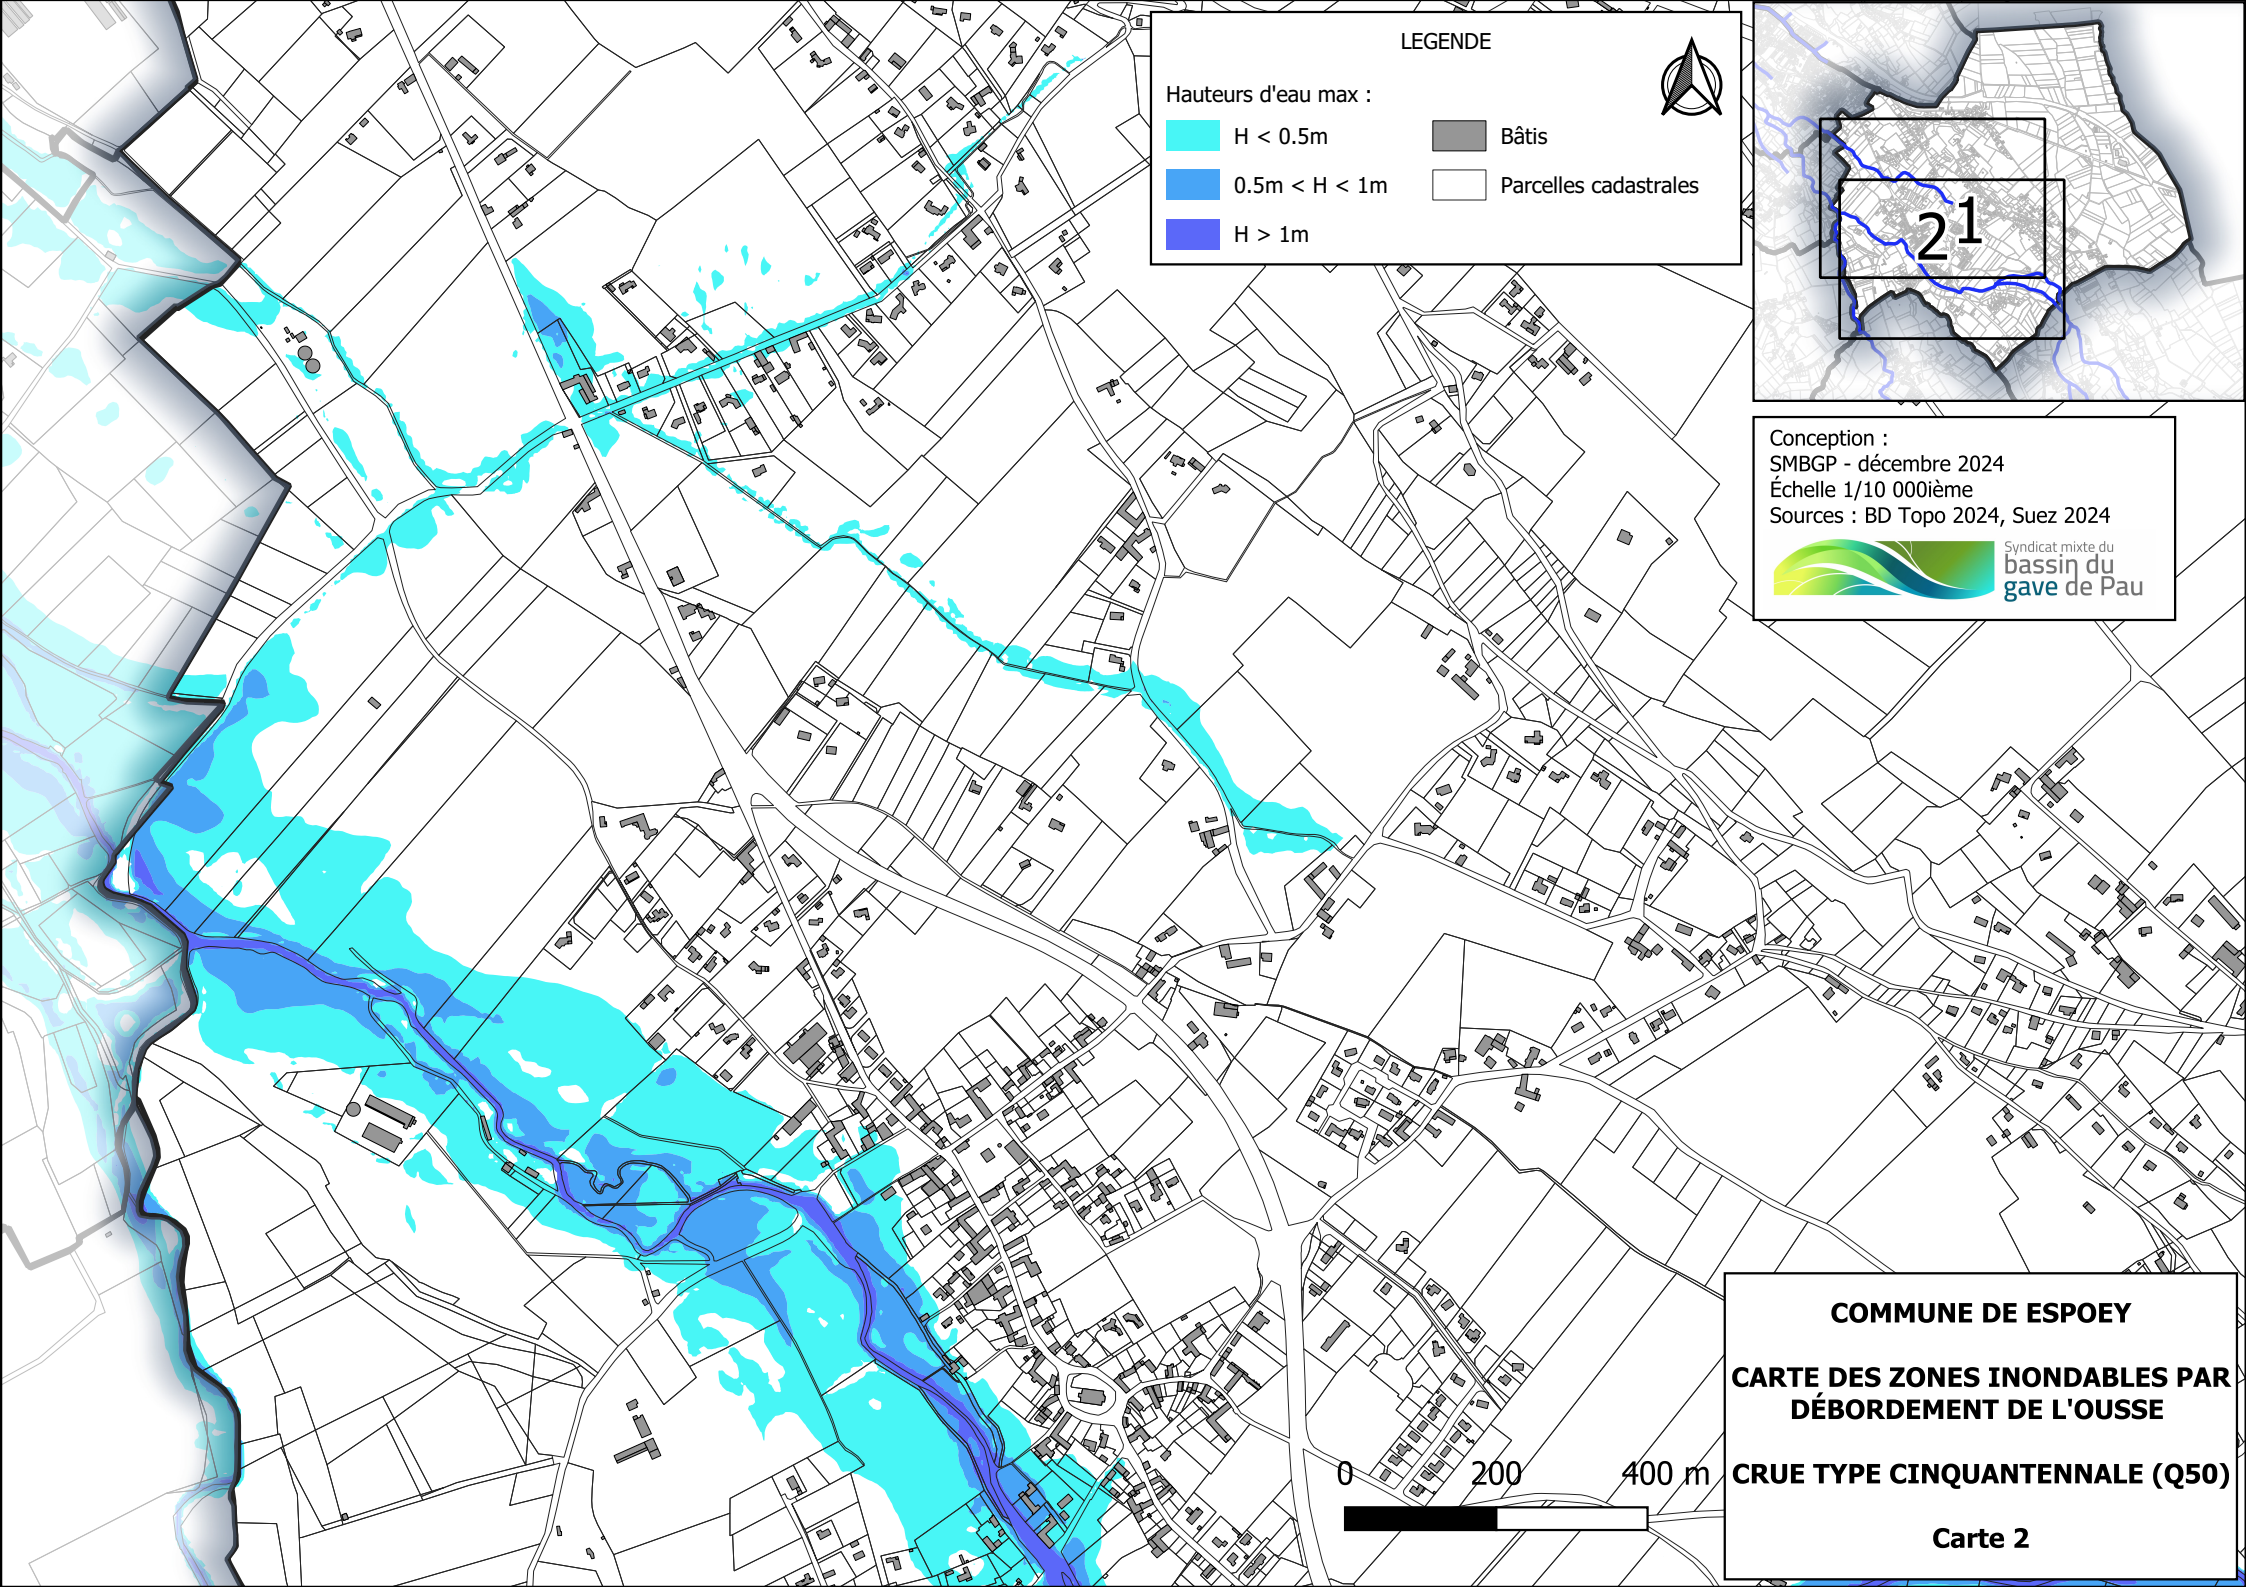 LEGENDE
Hauteurs d'eau max :
H < 0.5m
0.5m < H < 1m
H > 1m
Bâtis
Parcelles cadastrales
2
1
Conception :
SMBGP - décembre 2024
Échelle 1/10 000ième
Sources : BD Topo 2024, Suez 2024
Syndicat mixte du
bassin du
gave de Pau
0 200 400 m
COMMUNE DE ESPOEY
CARTE DES ZONES INONDABLES PAR
DÉBORDEMENT DE L'OUSSE
CRUE TYPE CINQUANTENNALE (Q50)
Carte 2